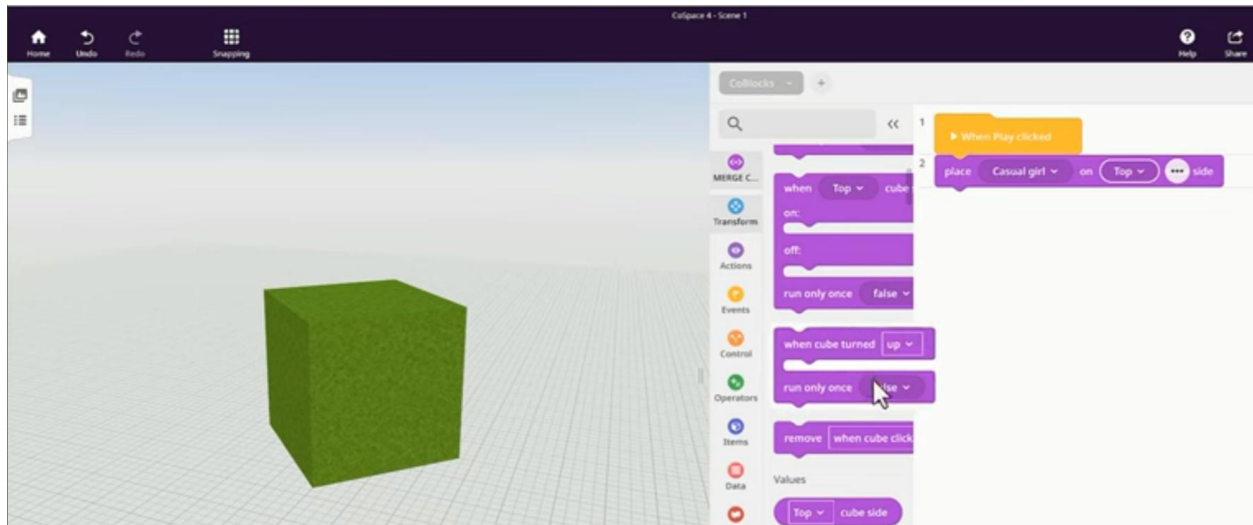 CoSpace 4 - Scene 1
Home
Undo
Redo
Snapping
Help
Share
CoBlocks
MERGE C...
Transform
Actions
Events
Control
Operators
Items
Data
when Top cube
on:
off:
run only once false
when cube turned up
run only once
remove when cube click
Values
Top cube side
1
When Play clicked
2
place Casual girl on Top ••• side